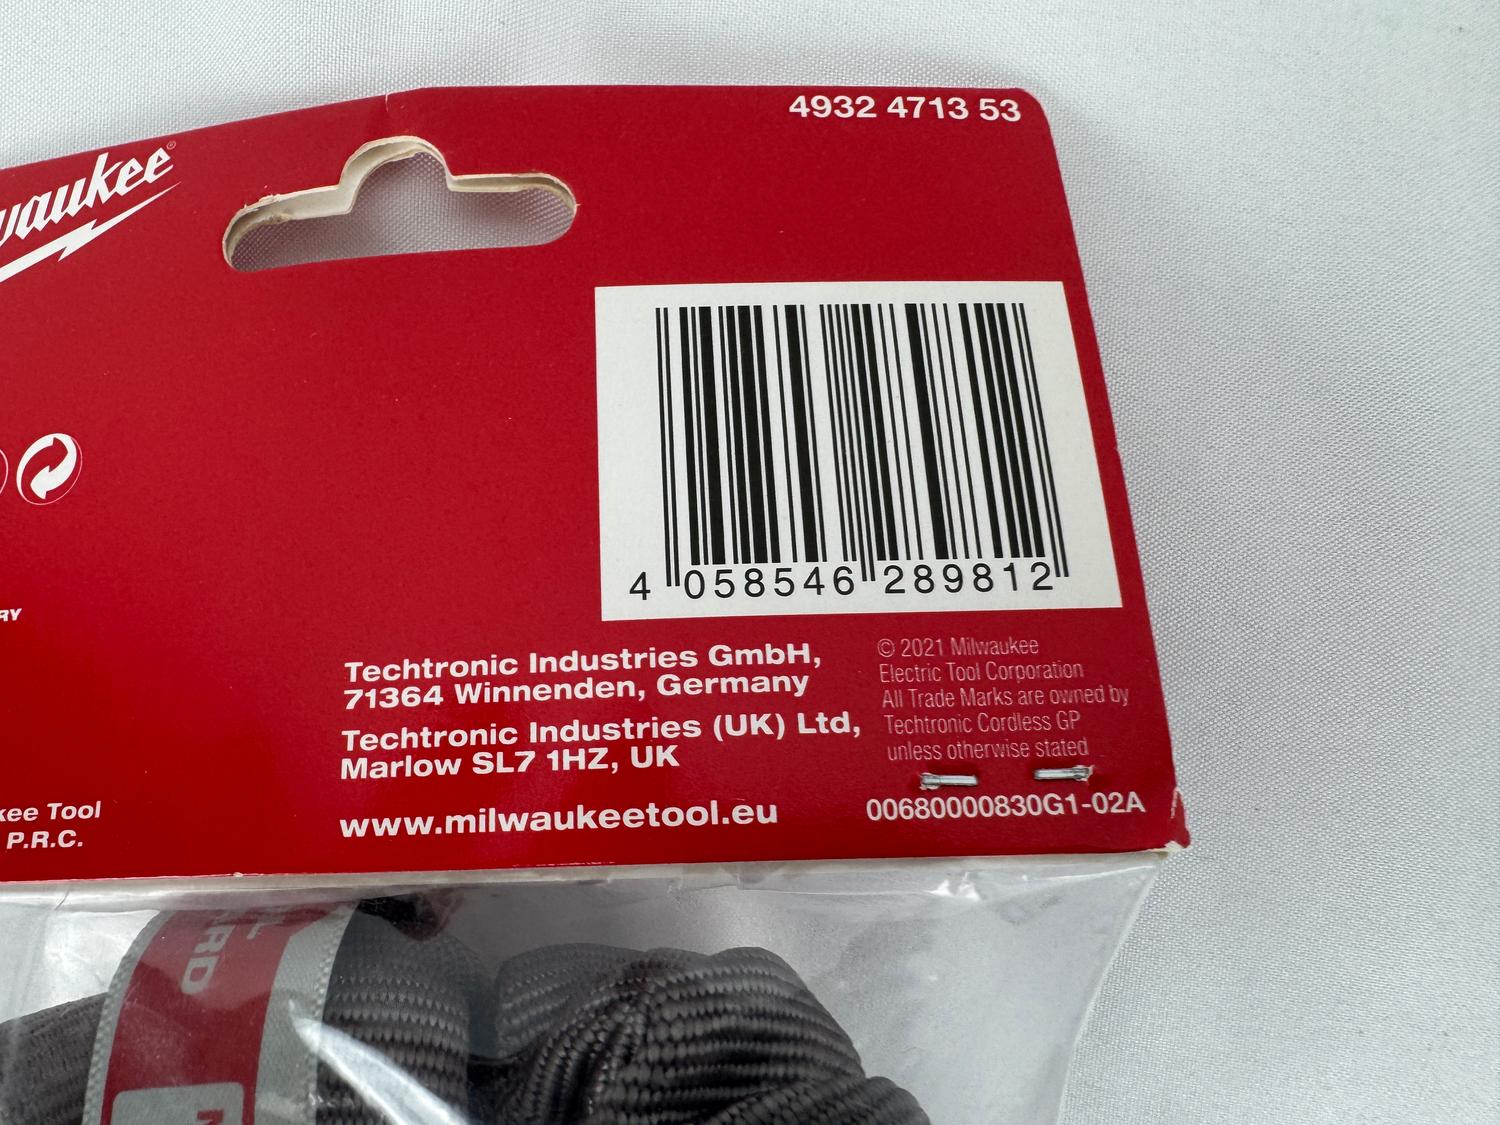 4932 4713 53
waukee®
4 058546 289812
RY
Techtronic Industries GmbH,
71364 Winnenden, Germany
Techtronic Industries (UK) Ltd,
Marlow SL7 1HZ, UK
www.milwaukeetool.eu
© 2021 Milwaukee
Electric Tool Corporation
All Trade Marks are owned by
Techtronic Cordless GP
unless otherwise stated
00680000830G1-02A
kee Tool
P.R.C.